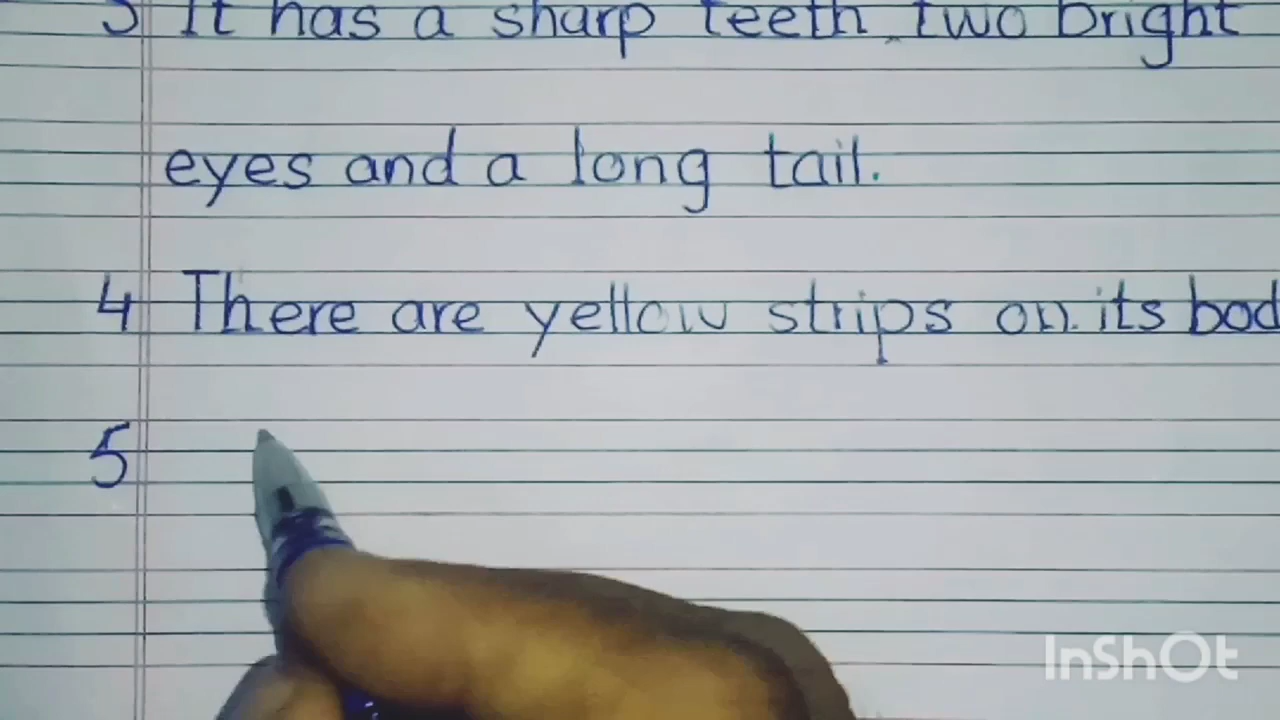 3 It has a sharp teeth two bright
eyes and a long tail.
4 There are yellow strips on its bod
5
InShOt